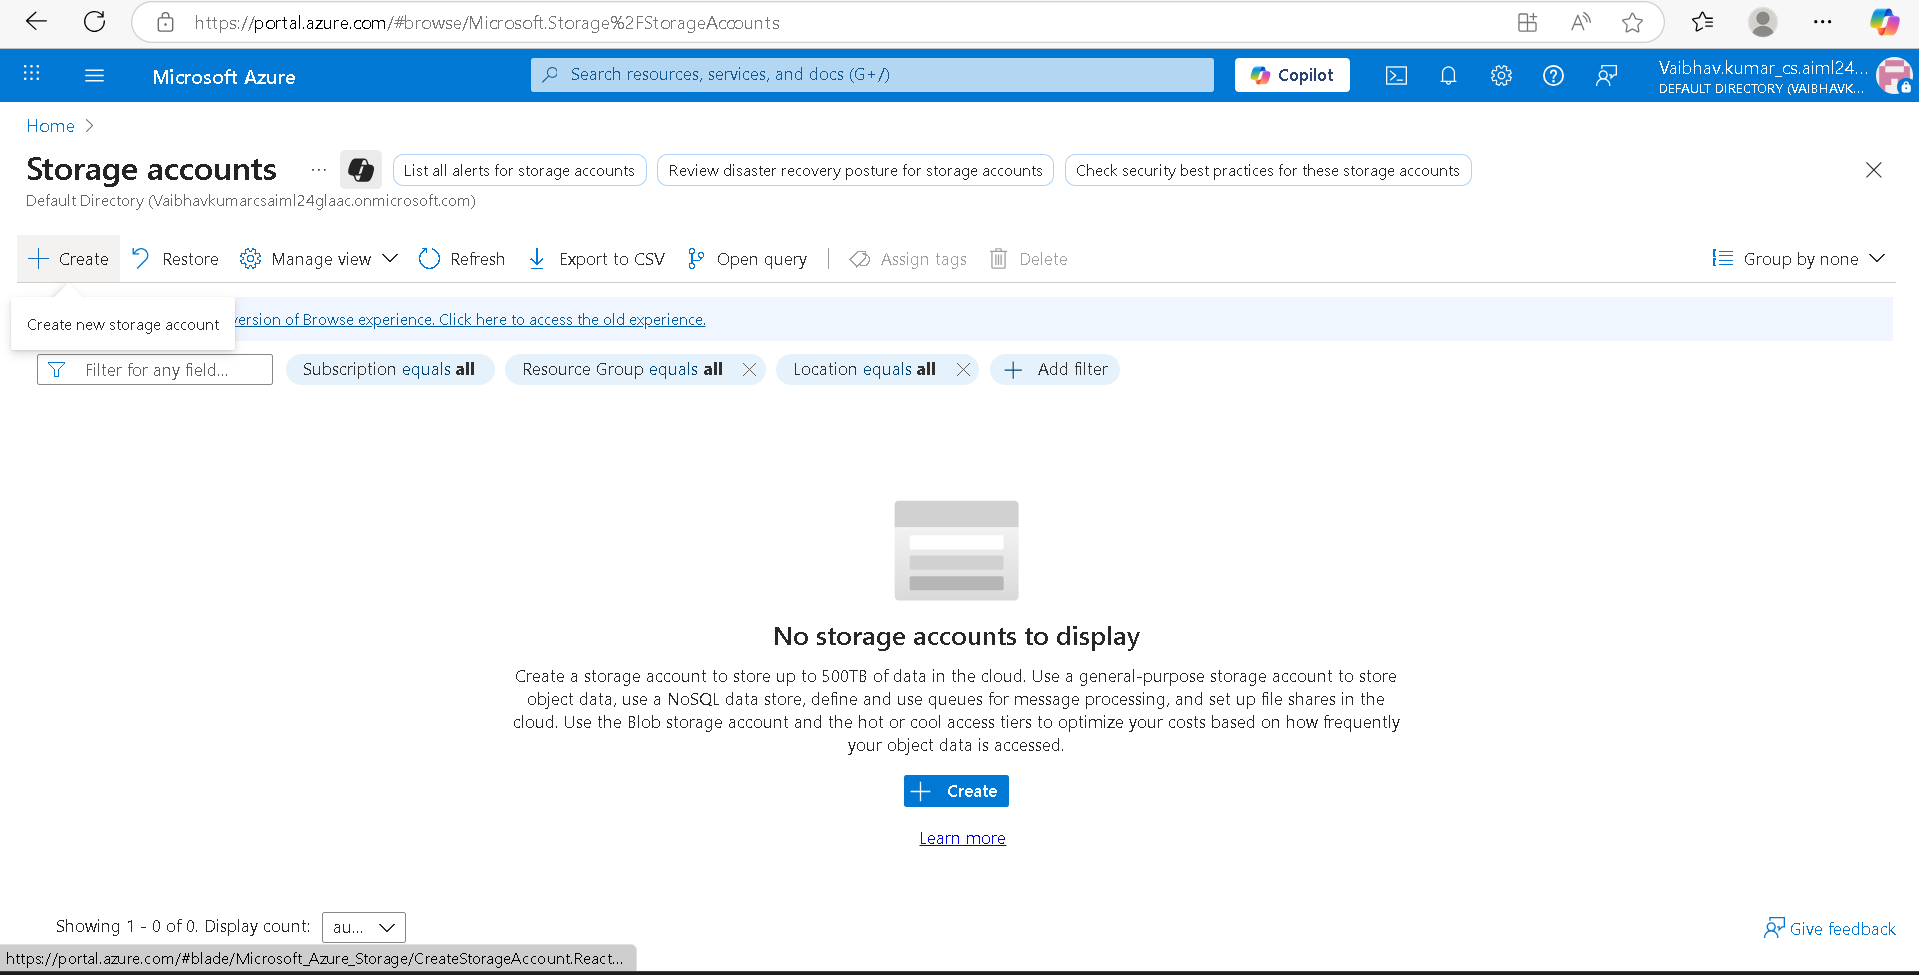 https://portal.azure.com/#browse/Microsoft.Storage%2FStorageAccounts
Microsoft Azure
Search resources, services, and docs (G+/)
Copilot
Vaibhav.kumar_cs.aiml24...
DEFAULT DIRECTORY (VAIBHAVK...
Home
Storage accounts
List all alerts for storage accounts
Review disaster recovery posture for storage accounts
Check security best practices for these storage accounts
Default Directory (Vaibhavkumarcsaiml24glaac.onmicrosoft.com)
Create
Restore
Manage view
Refresh
Export to CSV
Open query
Assign tags
Delete
Group by none
Create new storage account
version of Browse experience. Click here to access the old experience.
Filter for any field...
Subscription equals all
Resource Group equals all
Location equals all
Add filter
No storage accounts to display
Create a storage account to store up to 500TB of data in the cloud. Use a general-purpose storage account to store
object data, use a NoSQL data store, define and use queues for message processing, and set up file shares in the
cloud. Use the Blob storage account and the hot or cool access tiers to optimize your costs based on how frequently
your object data is accessed.
Create
Learn more
Showing 1 - 0 of 0. Display count:
au...
Give feedback
https://portal.azure.com/#blade/Microsoft_Azure_Storage/CreateStorageAccount.React...